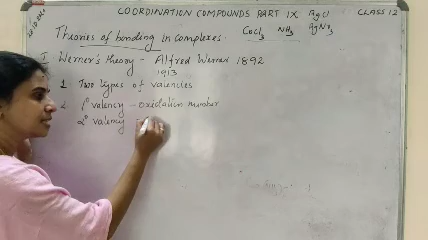 COORDINATION COMPOUNDS PART IX AgCl CLASS 12
Theories of bonding in complexes. CoCl3 NH3 AgNO3
I Werner's theory - Alfred Werner 1892
1913
1 Two types of valencies
2. 1° valency - oxidation number
2° valency